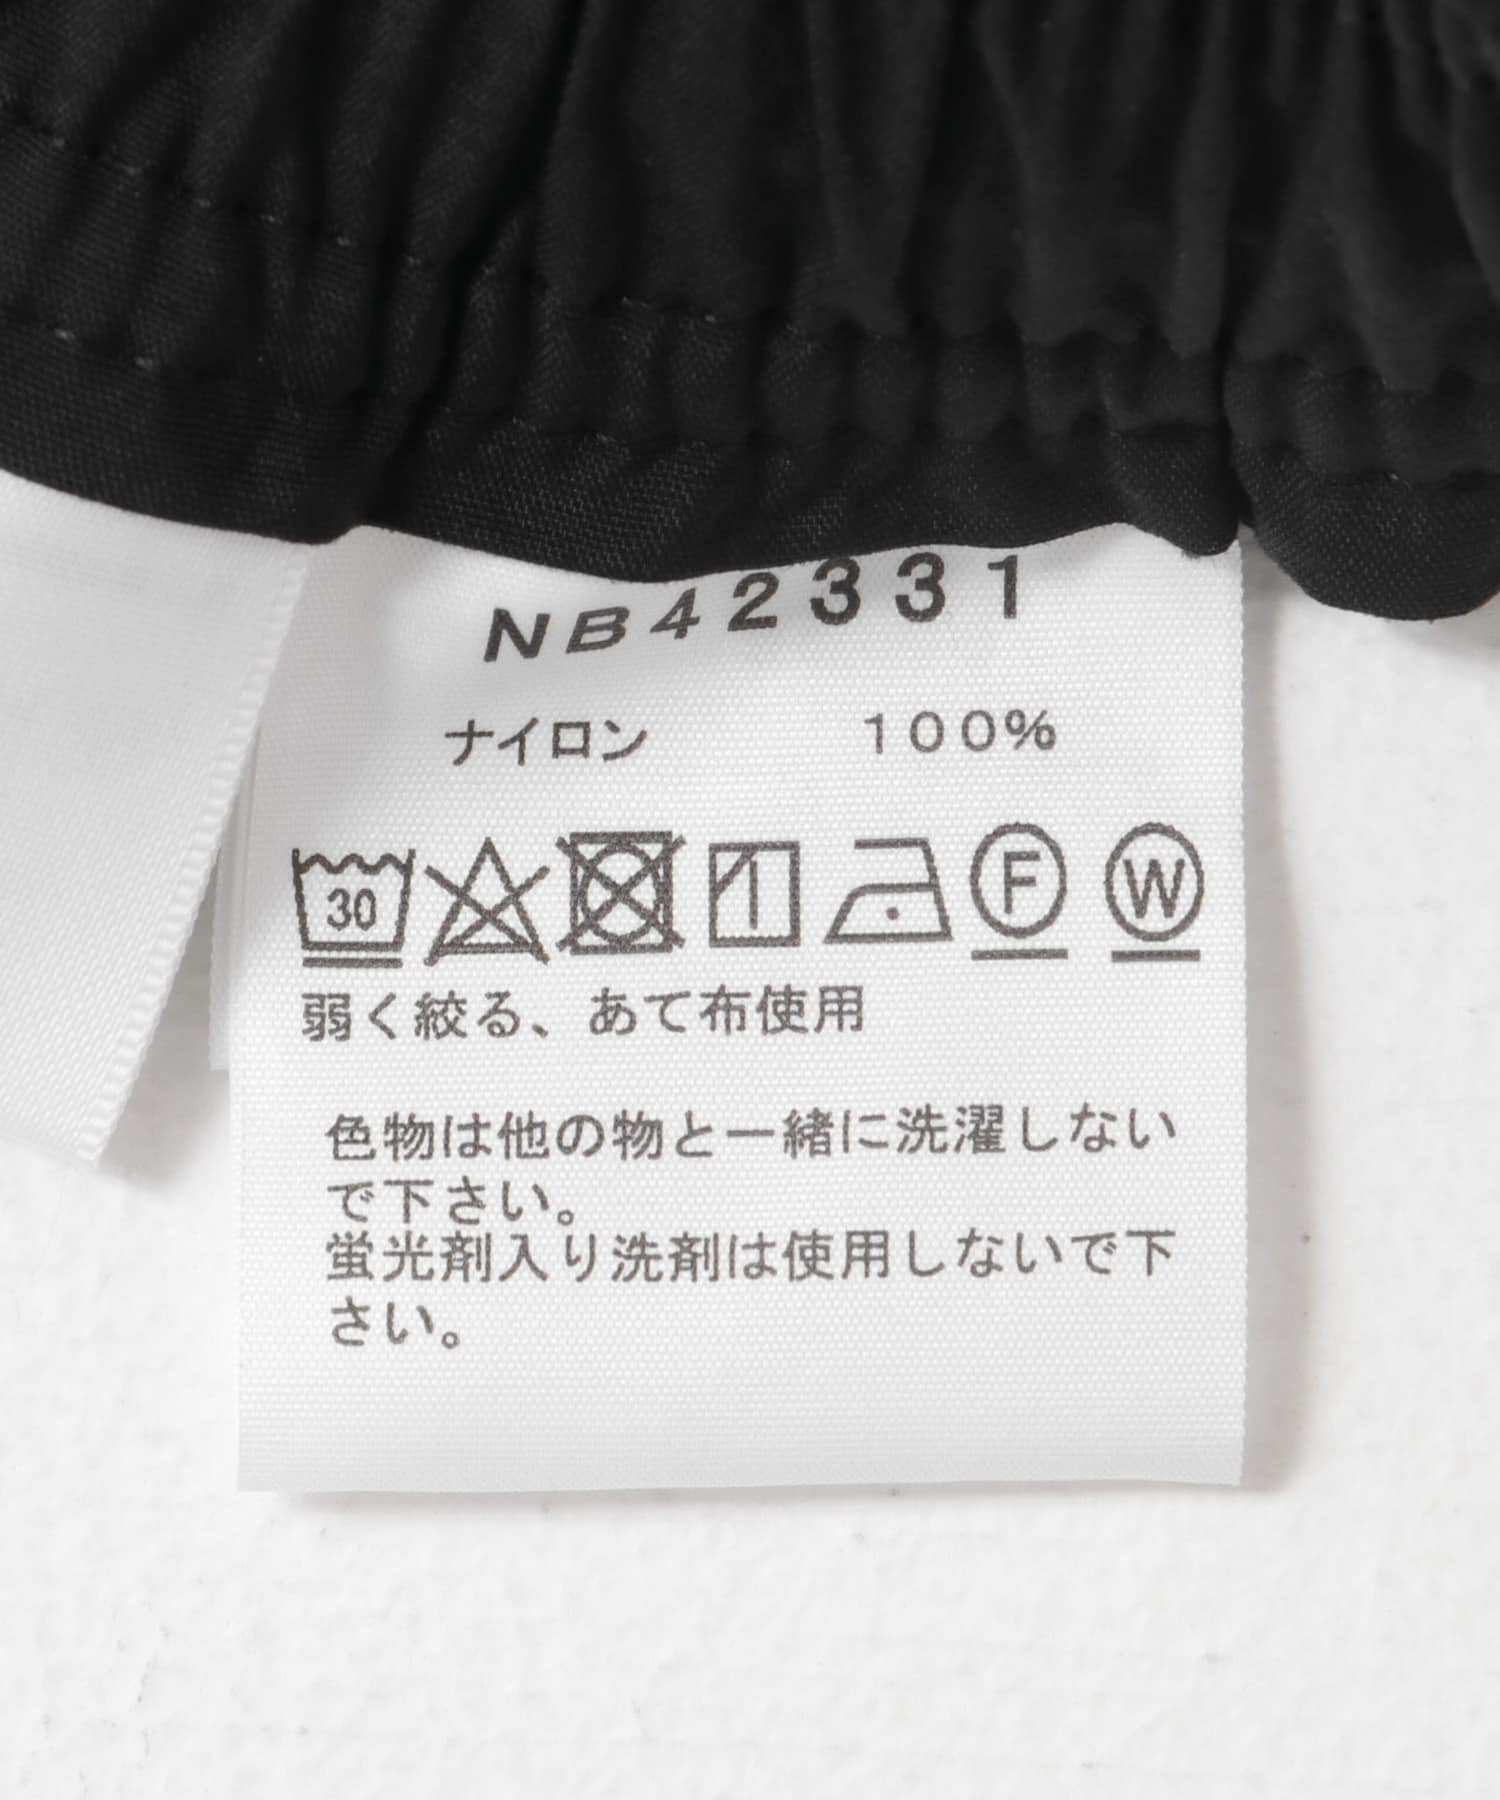 NB42331
ナイロン 100%
30 F W
弱く絞る、あて布使用
色物は他の物と一緒に洗濯しない
で下さい。
蛍光剤入り洗剤は使用しないで下
さい。